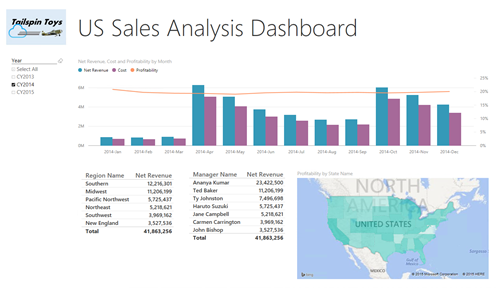 Tailspin Toys
US Sales Analysis Dashboard
Year
Select All
CY2013
CY2014
CY2015
Net Revenue, Cost and Profitability by Month
Net Revenue Cost Profitability
6M
4M
2M
0M
25%
20%
15%
10%
5%
0%
2014-Jan 2014-Feb 2014-Mar 2014-Apr 2014-May 2014-Jun 2014-Jul 2014-Aug 2014-Sep 2014-Oct 2014-Nov 2014-Dec
Region Name Net Revenue
Southern 12,216,301
Midwest 11,206,199
Pacific Northwest 5,725,437
Northeast 5,218,621
Southwest 3,969,162
New England 3,527,536
Total 41,863,256
Manager Name Net Revenue
Ananya Kumar 23,422,500
Ted Baker 11,206,199
Ty Johnston 7,496,698
Haruto Suzuki 5,725,437
Jane Campbell 5,218,621
Carmen Carrington 3,969,162
John Bishop 3,527,536
Total 41,863,256
Profitability by State Name
NORTH
AMERICA
UNITED STATES
MEXICO
Gulf of
Mexico
Sargasso
bing